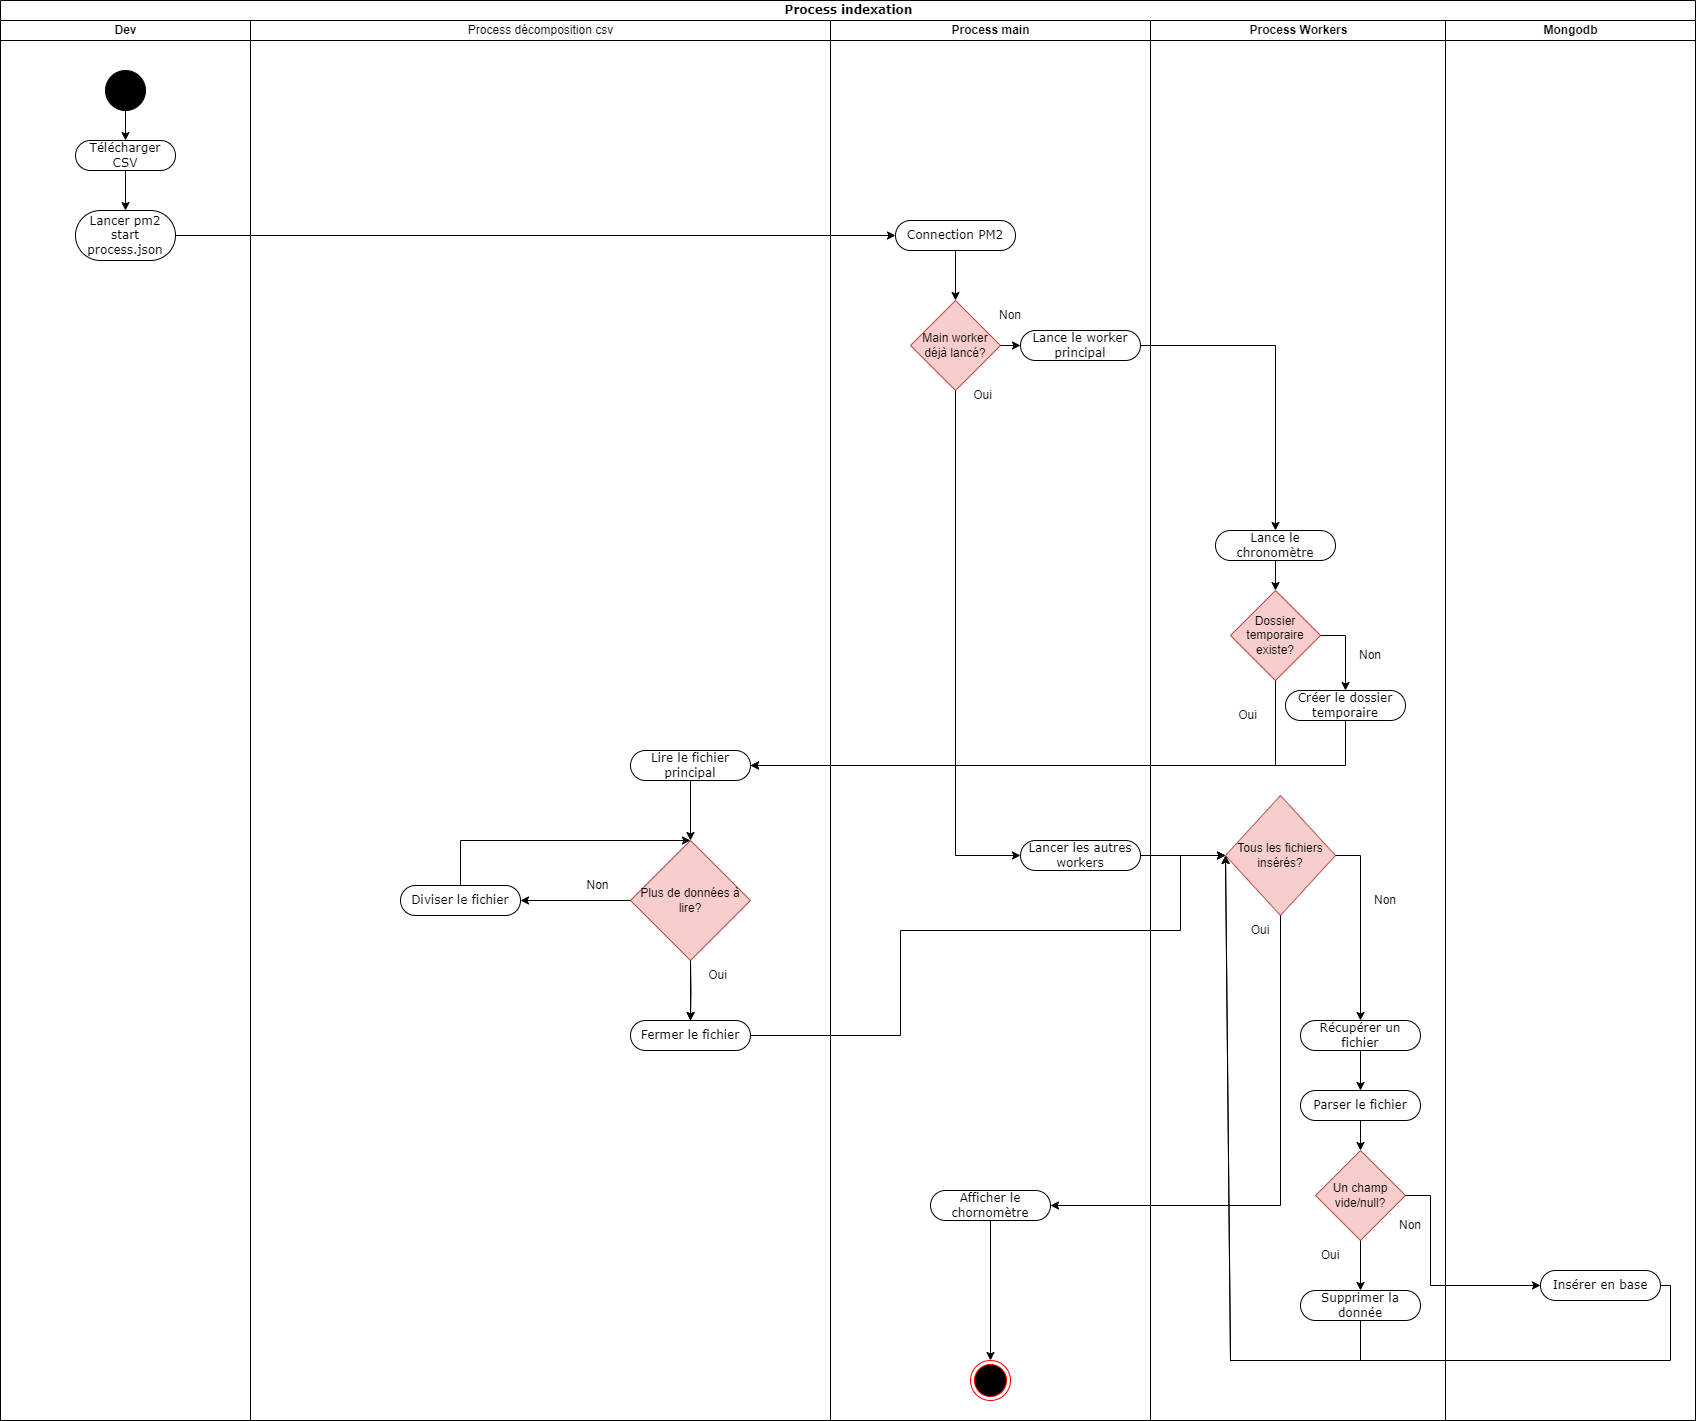 Process indexation
Dev
Process décomposition csv
Process main
Process Workers
Mongodb
Télécharger
CSV
Lancer pm2
start
process.json
Connection PM2
Main worker
déjà lancé?
Non
Oui
Lance le worker
principal
Lance le
chronomètre
Dossier
temporaire
existe?
Non
Oui
Créer le dossier
temporaire
Lire le fichier
principal
Plus de données à
lire?
Non
Oui
Diviser le fichier
Fermer le fichier
Lancer les autres
workers
Tous les fichiers
insérés?
Non
Oui
Récupérer un
fichier
Parser le fichier
Un champ
vide/null?
Non
Oui
Supprimer la
donnée
Insérer en base
Afficher le
chornomètre